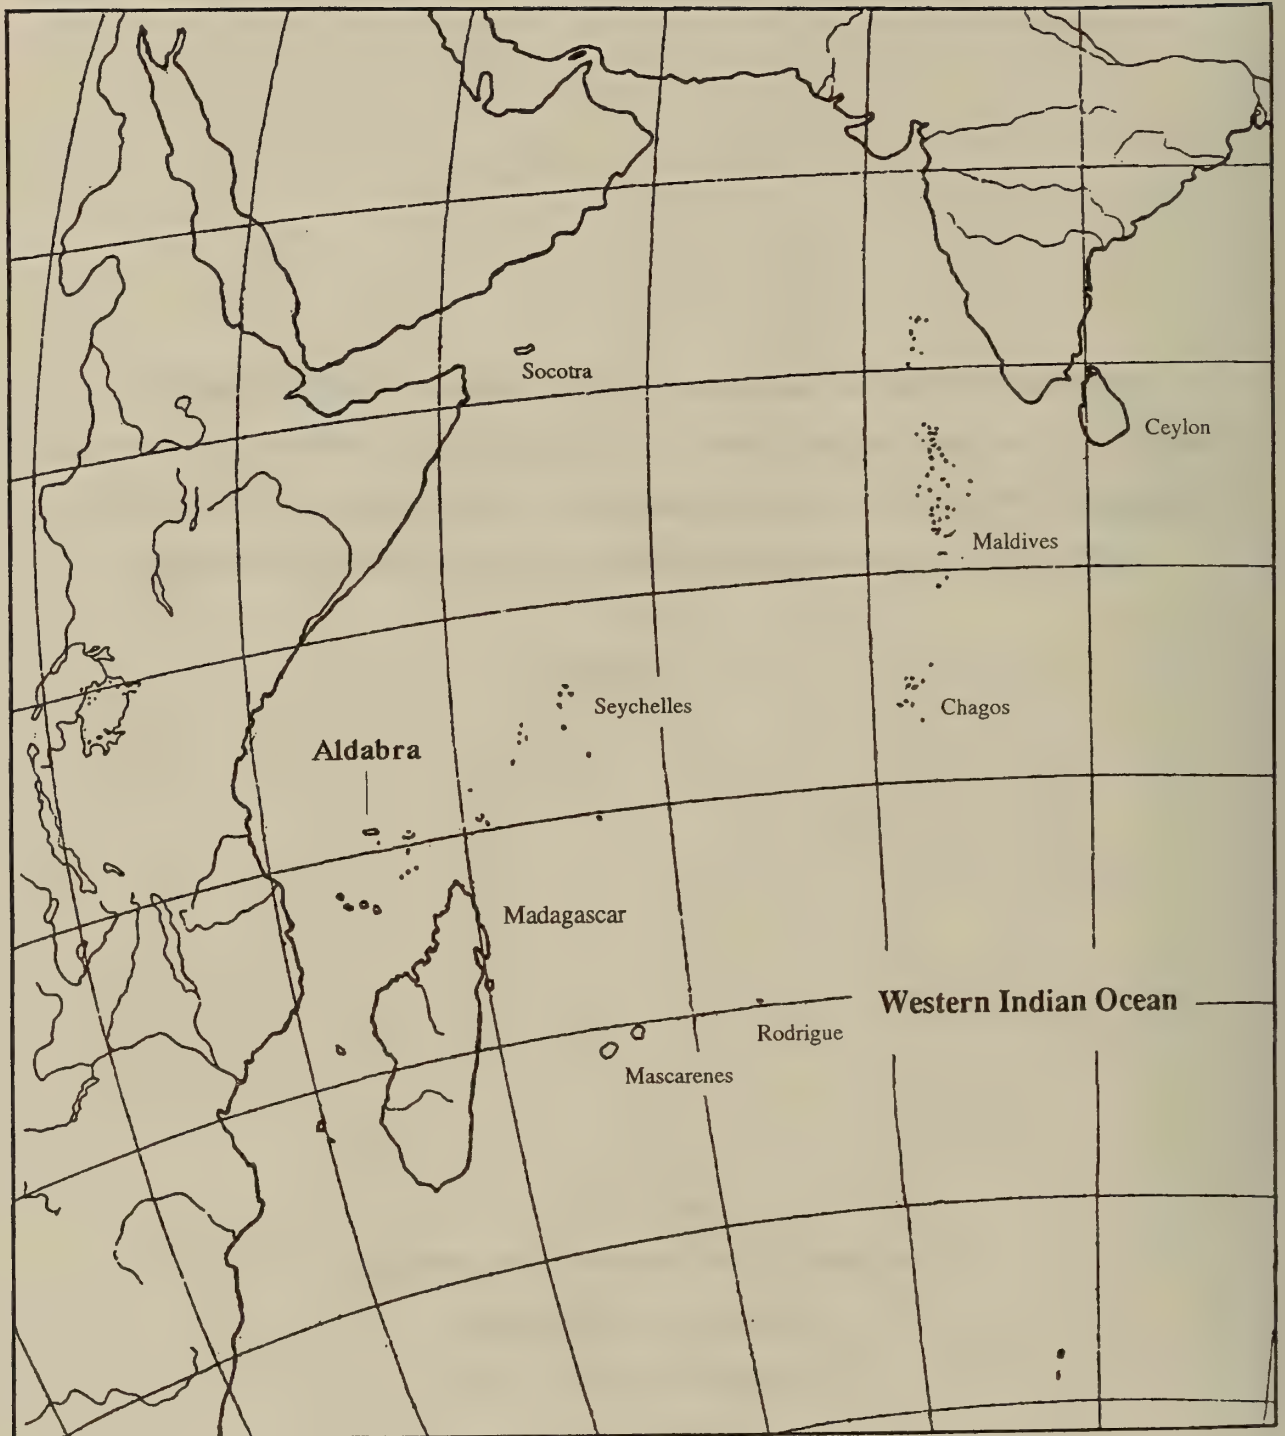 Socotra
Ceylon
Maldives
Seychelles
Chagos
Aldabra
Madagascar
Western Indian Ocean
Rodrigue
Mascarenes